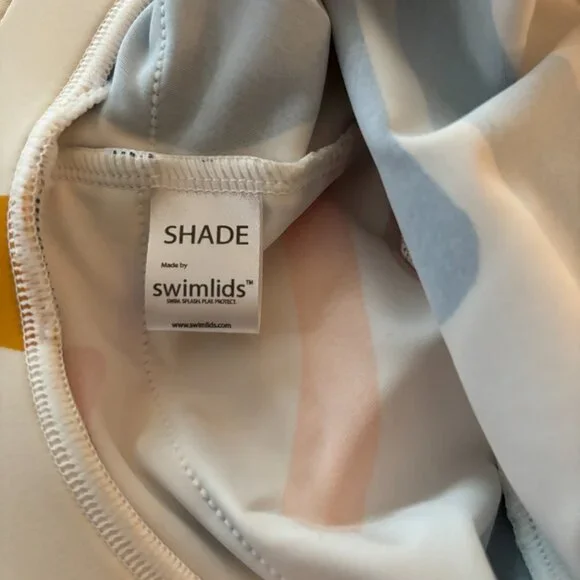 SHADE
Made by
swimlids™
SWIM. SPLASH. PLAY. PROTECT.
www.swimlids.com